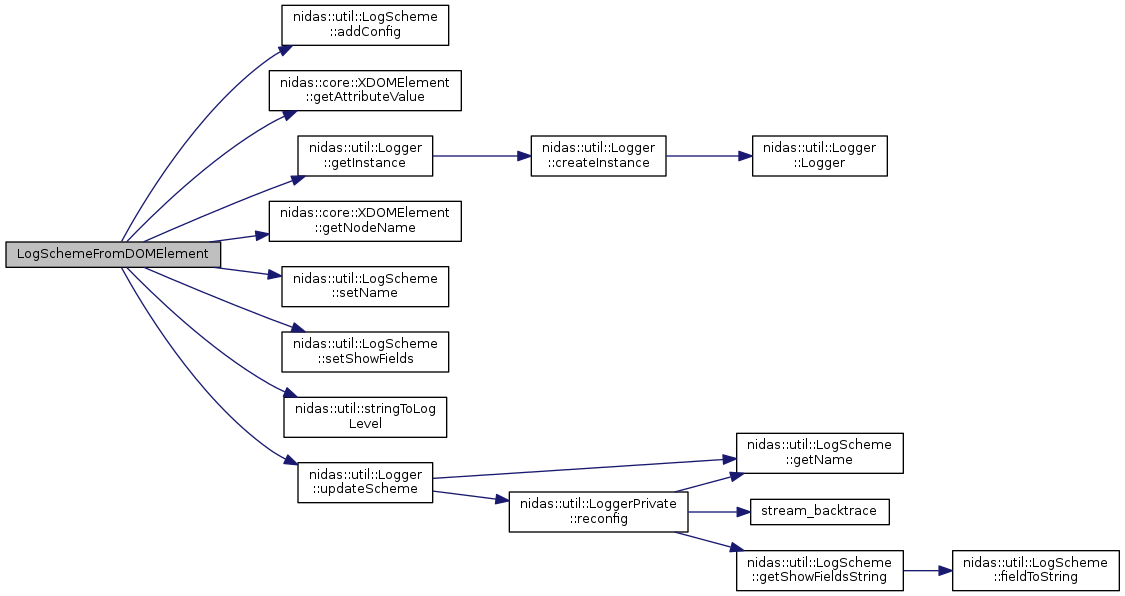 nidas::util::LogScheme
::addConfig
nidas::core::XDOMElement
::getAttributeValue
nidas::util::Logger
::getInstance
nidas::util::Logger
::createInstance
nidas::util::Logger
::Logger
nidas::core::XDOMElement
::getNodeName
LogSchemeFromDOMElement
nidas::util::LogScheme
::setName
nidas::util::LogScheme
::setShowFields
nidas::util::stringToLog
Level
nidas::util::Logger
::updateScheme
nidas::util::LogScheme
::getName
nidas::util::LoggerPrivate
::reconfig
stream_backtrace
nidas::util::LogScheme
::getShowFieldsString
nidas::util::LogScheme
::fieldToString